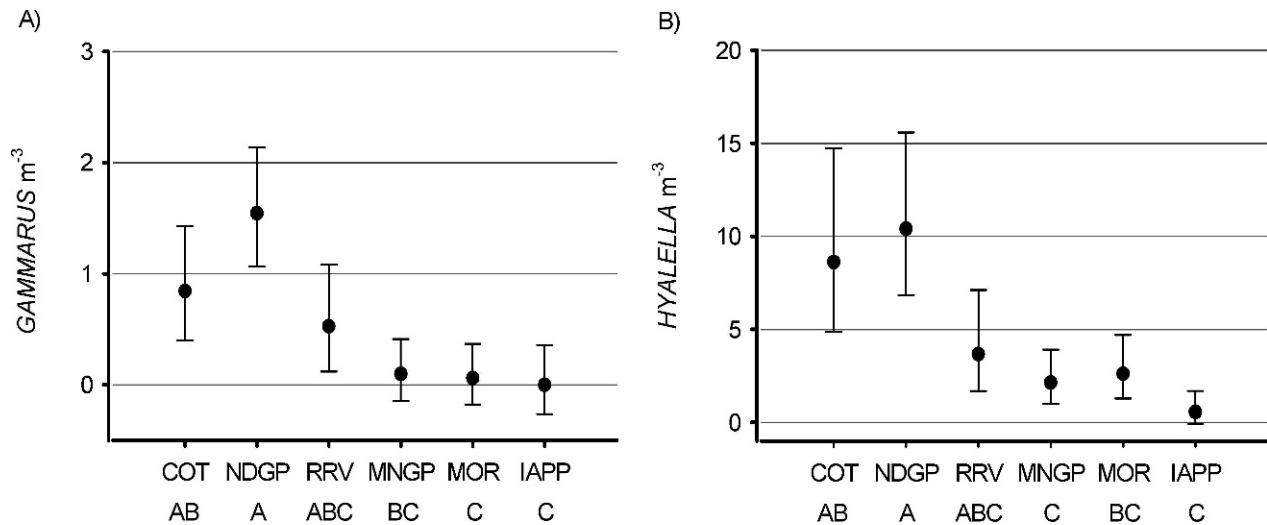 A)
GAMMARUS m⁻³
3
2
1
0
COT NDGP RRV MNGP MOR IAPP
AB A ABC BC C C
B)
HYALELLA m⁻³
20
15
10
5
0
COT NDGP RRV MNGP MOR IAPP
AB A ABC C BC C